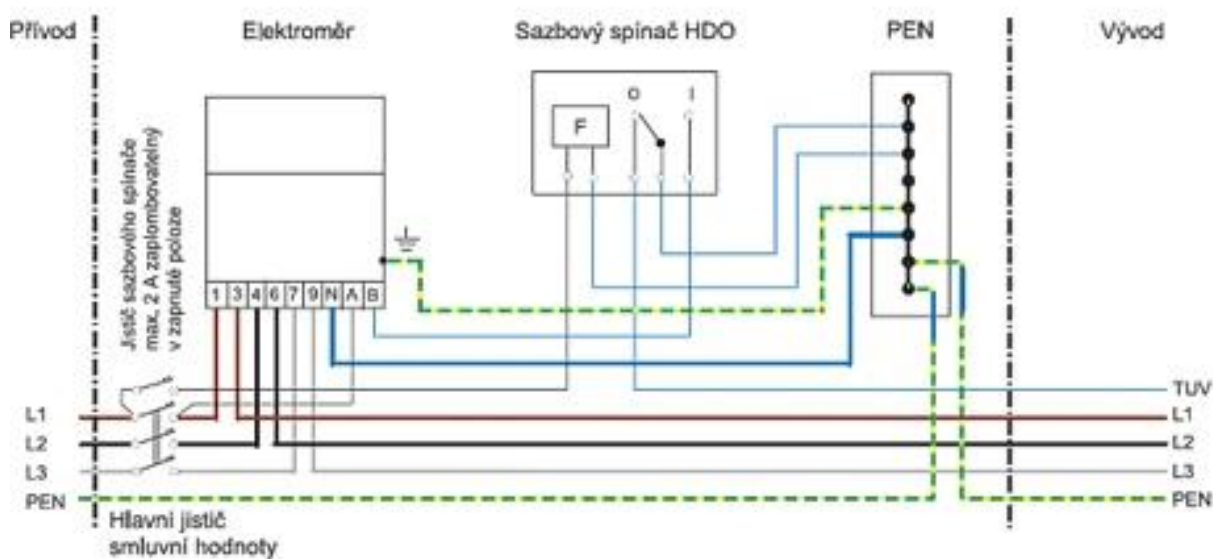 Přívod
Elektroměr
Sazbový spínač HDO
PEN
Vývod
Jistič sazbového spínače
max. 2 A zaplombovatelný
v zapnuté poloze
F
O
I
1 3 4 6 7 9 N A B
TUV
L1
L1
L2
L2
L3
L3
PEN
PEN
Hlavní jistič
smluvní hodnoty